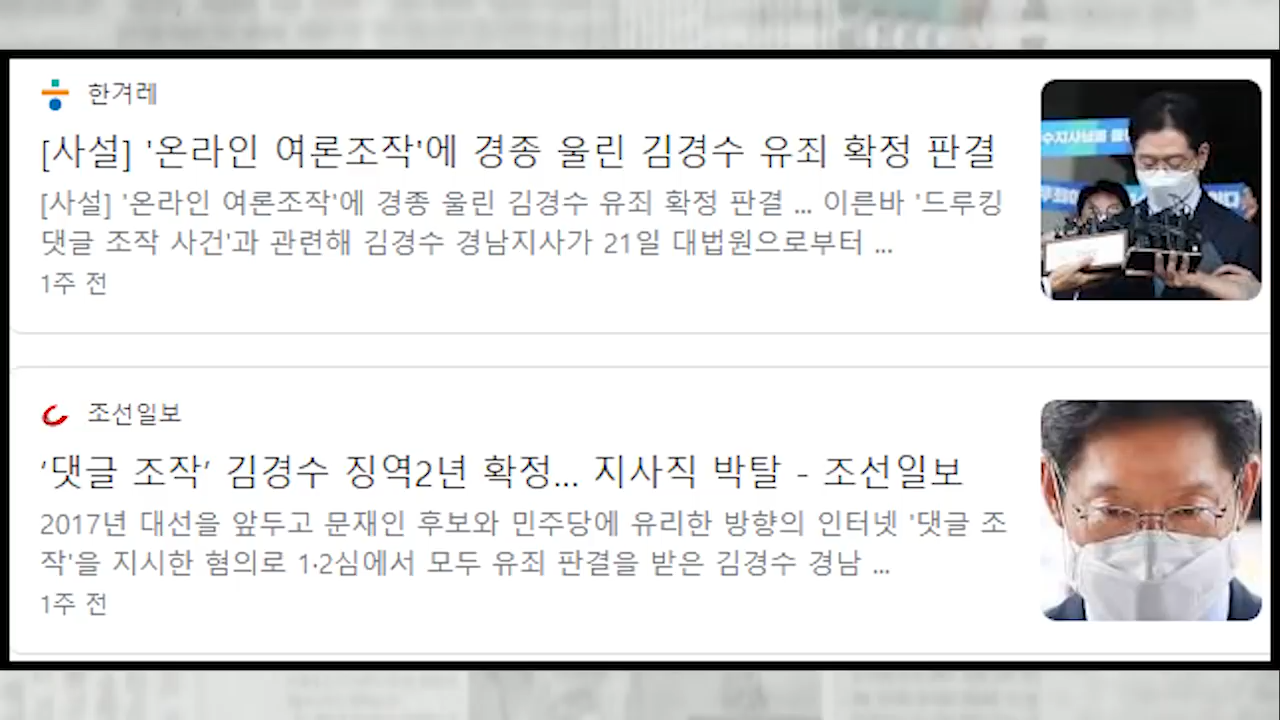 한겨레
[사설] '온라인 여론조작'에 경종 울린 김경수 유죄 확정 판결
[사설] '온라인 여론조작'에 경종 울린 김경수 유죄 확정 판결 ... 이른바 '드루킹
댓글 조작 사건'과 관련해 김경수 경남지사가 21일 대법원으로부터 ...
1주 전
수지사님을
조선일보
‘댓글 조작’ 김경수 징역2년 확정... 지사직 박탈 - 조선일보
2017년 대선을 앞두고 문재인 후보와 민주당에 유리한 방향의 인터넷 '댓글 조
작'을 지시한 혐의로 1·2심에서 모두 유죄 판결을 받은 김경수 경남 ...
1주 전